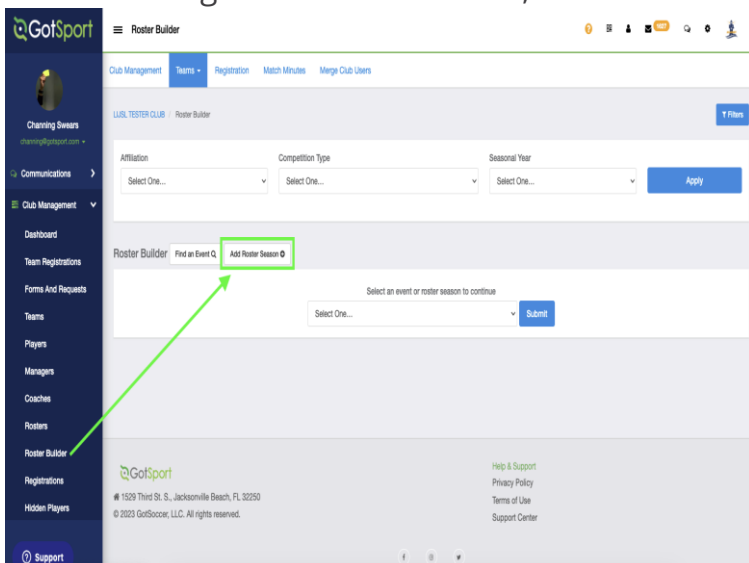 GotSport
Roster Builder
Channing Swears
channing@gotsport.com
Communications
Club Management
Dashboard
Team Registrations
Forms And Requests
Teams
Players
Managers
Coaches
Rosters
Roster Builder
Registrations
Hidden Players
Support
Club Management Teams Registration Match Minutes Merge Club Users
LUSL TESTER CLUB / Roster Builder
Filters
Affiliation Competition Type Seasonal Year
Select One... Select One... Select One... Apply
Roster Builder Find an Event Add Roster Season
Select an event or roster season to continue
Select One... Submit
GotSport
1529 Third St. S., Jacksonville Beach, FL 32250
© 2023 GotSoccer, LLC. All rights reserved.
Help & Support
Privacy Policy
Terms of Use
Support Center